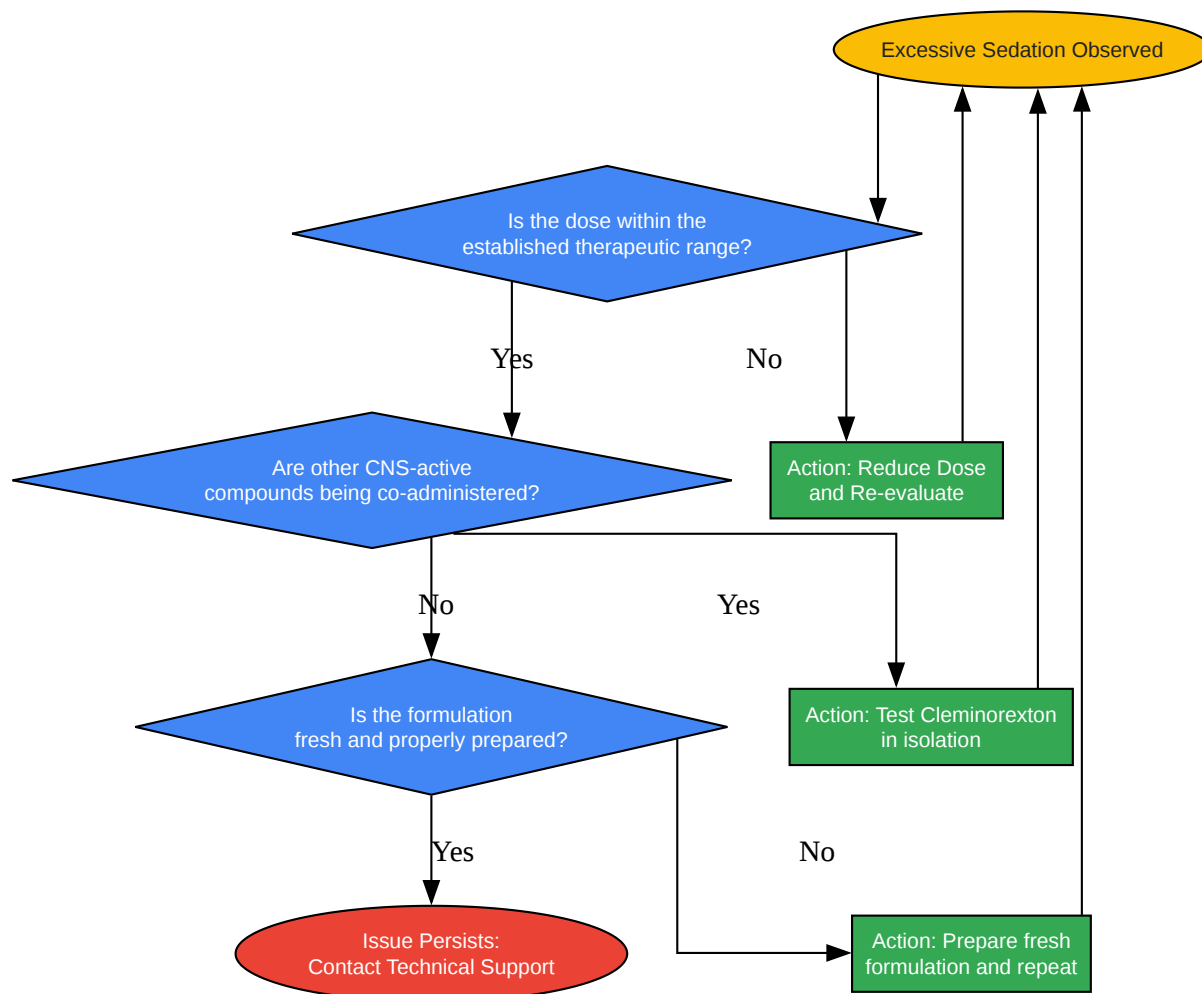 Excessive Sedation Observed
Is the dose within the
established therapeutic range?
Yes
No
Are other CNS-active
compounds being co-administered?
Action: Reduce Dose
and Re-evaluate
No
Yes
Is the formulation
fresh and properly prepared?
Action: Test Cleminorexton
in isolation
Yes
No
Issue Persists:
Contact Technical Support
Action: Prepare fresh
formulation and repeat